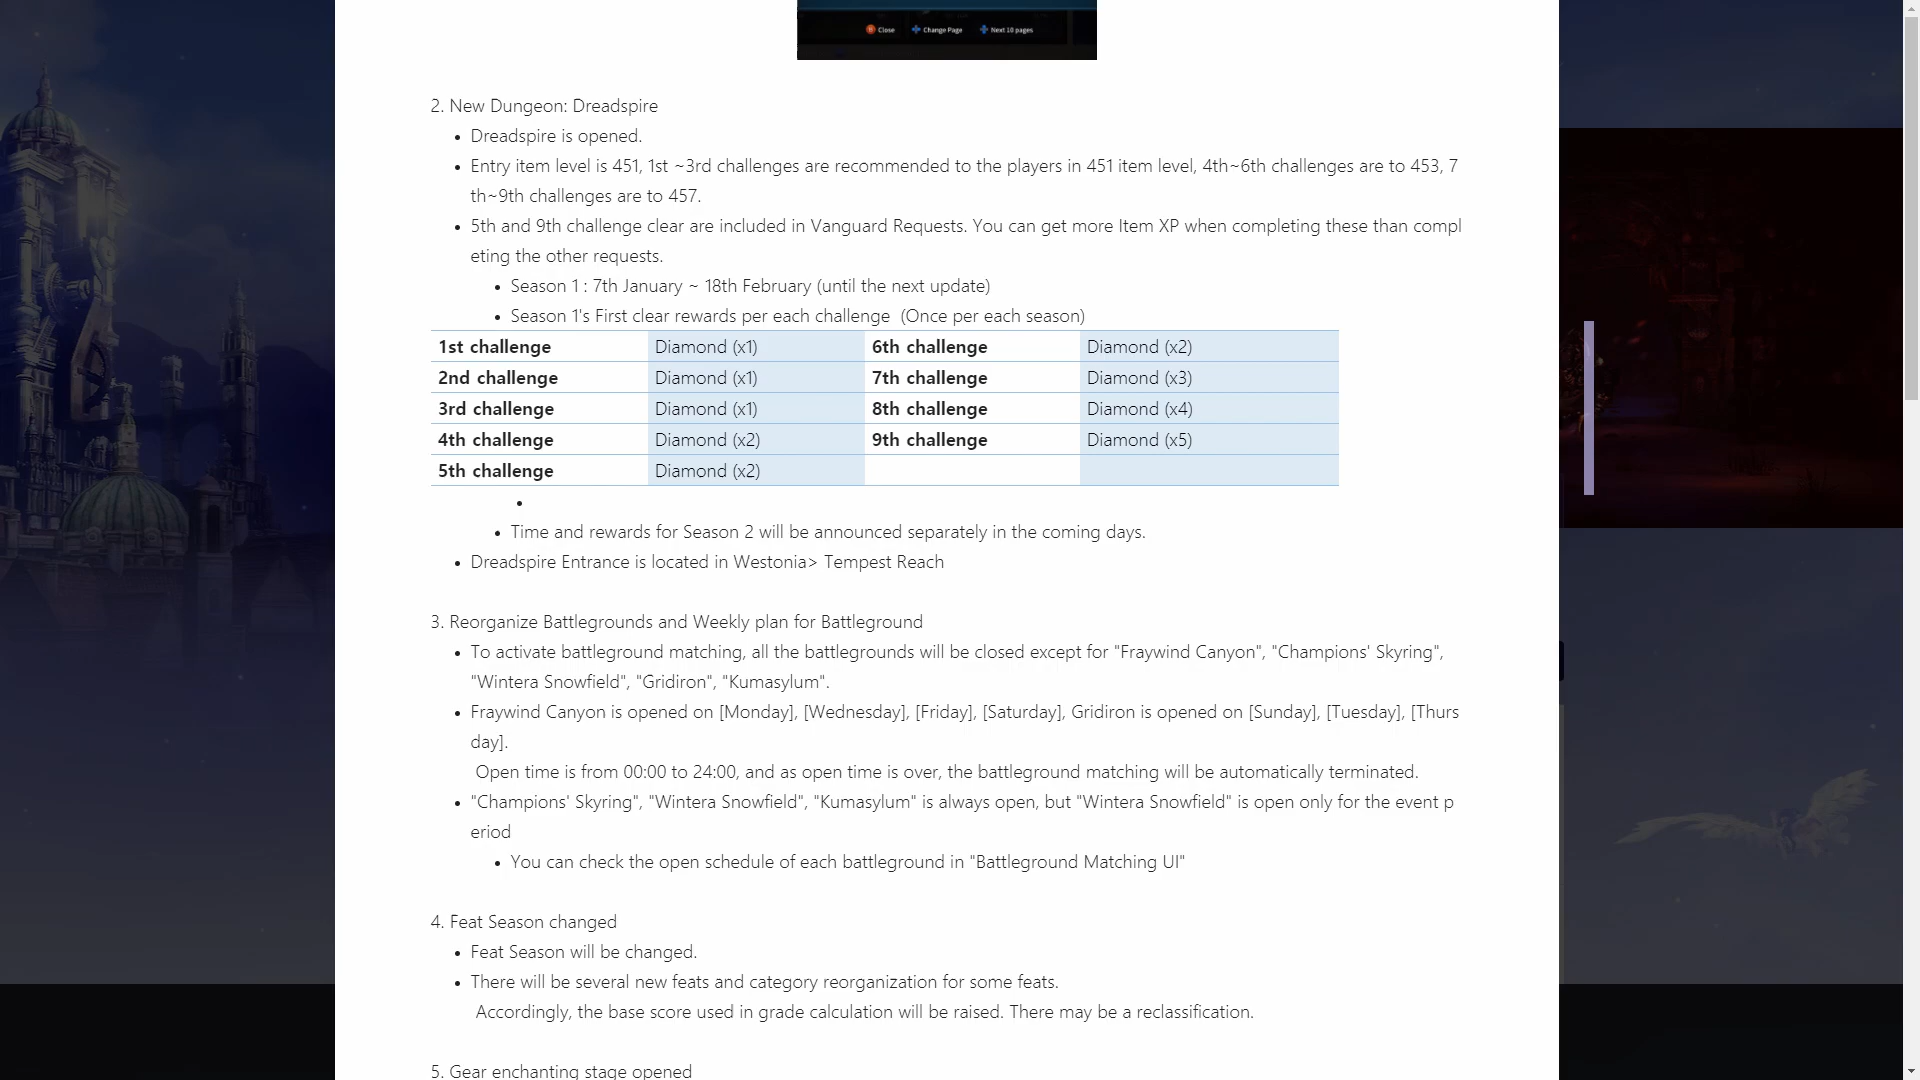 Close Change Page Next 10 pages
2. New Dungeon: Dreadspire
• Dreadspire is opened.
• Entry item level is 451, 1st ~3rd challenges are recommended to the players in 451 item level, 4th~6th challenges are to 453, 7
th~9th challenges are to 457.
• 5th and 9th challenge clear are included in Vanguard Requests. You can get more Item XP when completing these than compl
eting the other requests.
• Season 1 : 7th January ~ 18th February (until the next update)
• Season 1's First clear rewards per each challenge  (Once per each season)
1st challenge Diamond (x1) 6th challenge Diamond (x2)
2nd challenge Diamond (x1) 7th challenge Diamond (x3)
3rd challenge Diamond (x1) 8th challenge Diamond (x4)
4th challenge Diamond (x2) 9th challenge Diamond (x5)
5th challenge Diamond (x2)
•
• Time and rewards for Season 2 will be announced separately in the coming days.
• Dreadspire Entrance is located in Westonia> Tempest Reach
3. Reorganize Battlegrounds and Weekly plan for Battleground
• To activate battleground matching, all the battlegrounds will be closed except for "Fraywind Canyon", "Champions' Skyring",
"Wintera Snowfield", "Gridiron", "Kumasylum".
• Fraywind Canyon is opened on [Monday], [Wednesday], [Friday], [Saturday], Gridiron is opened on [Sunday], [Tuesday], [Thurs
day].
Open time is from 00:00 to 24:00, and as open time is over, the battleground matching will be automatically terminated.
• "Champions' Skyring", "Wintera Snowfield", "Kumasylum" is always open, but "Wintera Snowfield" is open only for the event p
eriod
• You can check the open schedule of each battleground in "Battleground Matching UI"
4. Feat Season changed
• Feat Season will be changed.
• There will be several new feats and category reorganization for some feats.
Accordingly, the base score used in grade calculation will be raised. There may be a reclassification.
5. Gear enchanting stage opened